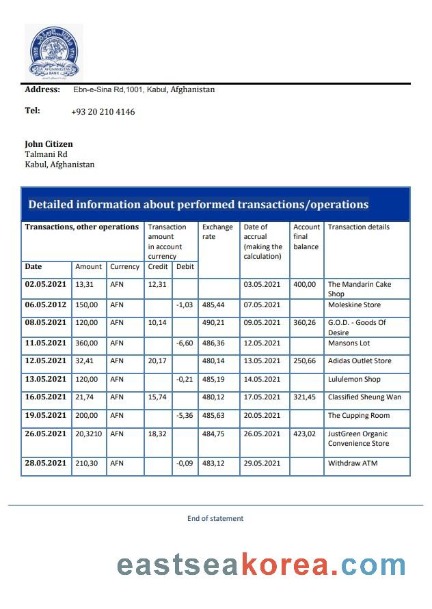 Address: Ebn-e-Sina Rd,1001, Kabul, Afghanistan
Tel: +93 20 210 4146
John Citizen
Talmani Rd
Kabul, Afghanistan
Detailed information about performed transactions/operations
Transactions, other operations | Transaction amount in account currency | Exchange rate | Date of accrual (making the calculation) | Account final balance | Transaction details
Date | Amount | Currency | Credit | Debit
02.05.2021 | 13,31 | AFN | 12,31 | | | 03.05.2021 | 400,00 | The Mandarin Cake Shop
06.05.2012 | 150,00 | AFN | | -1,03 | 485,44 | 07.05.2021 | | Moleskine Store
08.05.2021 | 120,00 | AFN | 10,14 | | 490,21 | 09.05.2021 | 360,26 | G.O.D. - Goods Of Desire
11.05.2021 | 360,00 | AFN | | -6,60 | 486,36 | 12.05.2021 | | Mansons Lot
12.05.2021 | 32,41 | AFN | 20,17 | | 480,14 | 13.05.2021 | 250,66 | Adidas Outlet Store
13.05.2021 | 120,00 | AFN | | -0,21 | 485,19 | 14.05.2021 | | Lululemon Shop
16.05.2021 | 21,74 | AFN | 15,74 | | 480,12 | 17.05.2021 | 321,45 | Classified Sheung Wan
19.05.2021 | 200,00 | AFN | | -5,36 | 485,63 | 20.05.2021 | | The Cupping Room
26.05.2021 | 20,3210 | AFN | 18,32 | | 484,75 | 26.05.2021 | 423,02 | JustGreen Organic Convenience Store
28.05.2021 | 210,30 | AFN | | -0,09 | 483,12 | 29.05.2021 | | Withdraw ATM
End of statement
eastseakorea.com